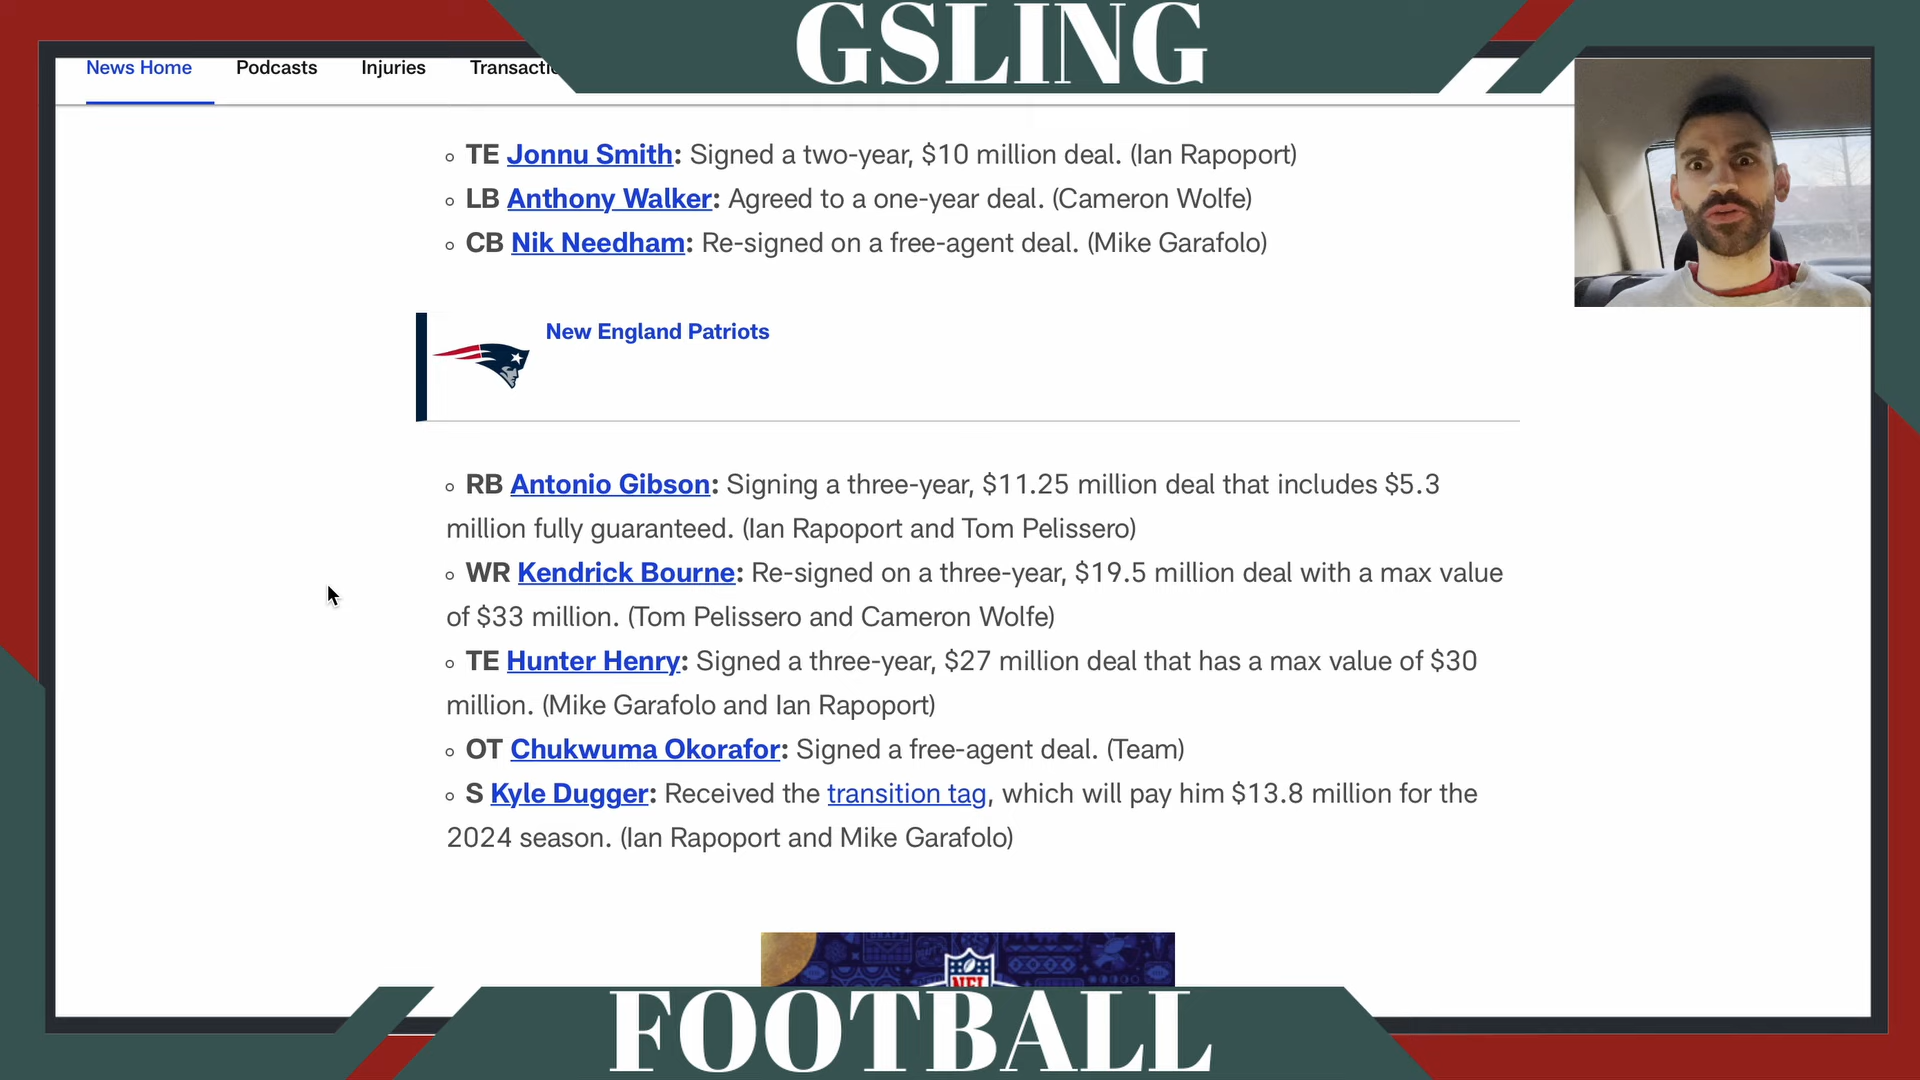 GSLING
News Home Podcasts Injuries
TE Jonnu Smith: Signed a two-year, $10 million deal. (Ian Rapoport)
LB Anthony Walker: Agreed to a one-year deal. (Cameron Wolfe)
CB Nik Needham: Re-signed on a free-agent deal. (Mike Garafolo)
New England Patriots
RB Antonio Gibson: Signing a three-year, $11.25 million deal that includes $5.3
million fully guaranteed. (Ian Rapoport and Tom Pelissero)
WR Kendrick Bourne: Re-signed on a three-year, $19.5 million deal with a max value
of $33 million. (Tom Pelissero and Cameron Wolfe)
TE Hunter Henry: Signed a three-year, $27 million deal that has a max value of $30
million. (Mike Garafolo and Ian Rapoport)
OT Chukwuma Okorafor: Signed a free-agent deal. (Team)
S Kyle Dugger: Received the transition tag, which will pay him $13.8 million for the
2024 season. (Ian Rapoport and Mike Garafolo)
NFL
FOOTBALL